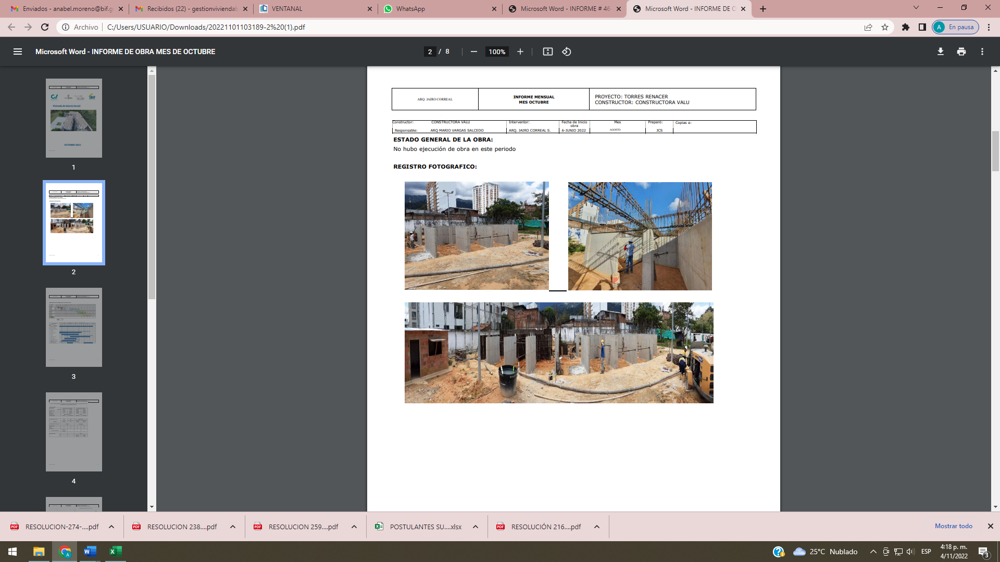 Enviados - anabel.moreno@bif.g
Recibidos (22) - gestionviviendab
VENTANAL
WhatsApp
Microsoft Word - INFORME # 46
Microsoft Word - INFORME DE O
Archivo
C:/Users/USUARIO/Downloads/20221101103189-2%20(1).pdf
A
En pausa
Microsoft Word - INFORME DE OBRA MES DE OCTUBRE
2 / 8
100%
OCTUBRE 2022
1
2
3
4
ARQ. JAIRO CORREAL
INFORME MENSUAL
MES OCTUBRE
PROYECTO: TORRES RENACER
CONSTRUCTOR: CONSTRUCTORA VALU
Constructor: CONSTRUCTORA VALU Interventor: Fecha de Inicio obra Mes Preparó: Copias a:
Responsable: ARQ MARIO VARGAS SALCEDO ARQ. JAIRO CORREAL S. 6-JUNIO 2022 AGOSTO JCS
ESTADO GENERAL DE LA OBRA:
No hubo ejecución de obra en este periodo
REGISTRO FOTOGRAFICO:
RESOLUCION-274-....pdf
RESOLUCION 238....pdf
RESOLUCION 259....pdf
POSTULANTES SU....xlsx
RESOLUCIÓN 216....pdf
Mostrar todo
25°C Nublado
ESP
4:18 p. m.
4/11/2022
3